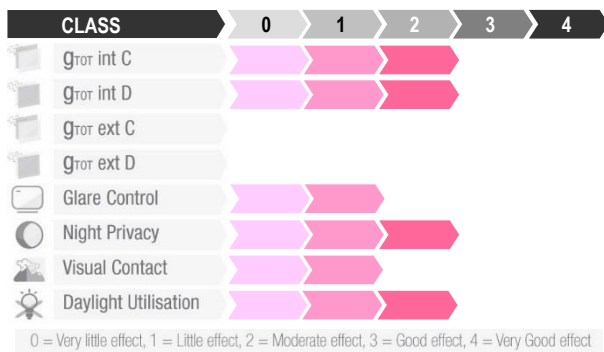 CLASS 0 1 2 3 4
gTOT int C
gTOT int D
gTOT ext C
gTOT ext D
Glare Control
Night Privacy
Visual Contact
Daylight Utilisation
0 = Very little effect, 1 = Little effect, 2 = Moderate effect, 3 = Good effect, 4 = Very Good effect